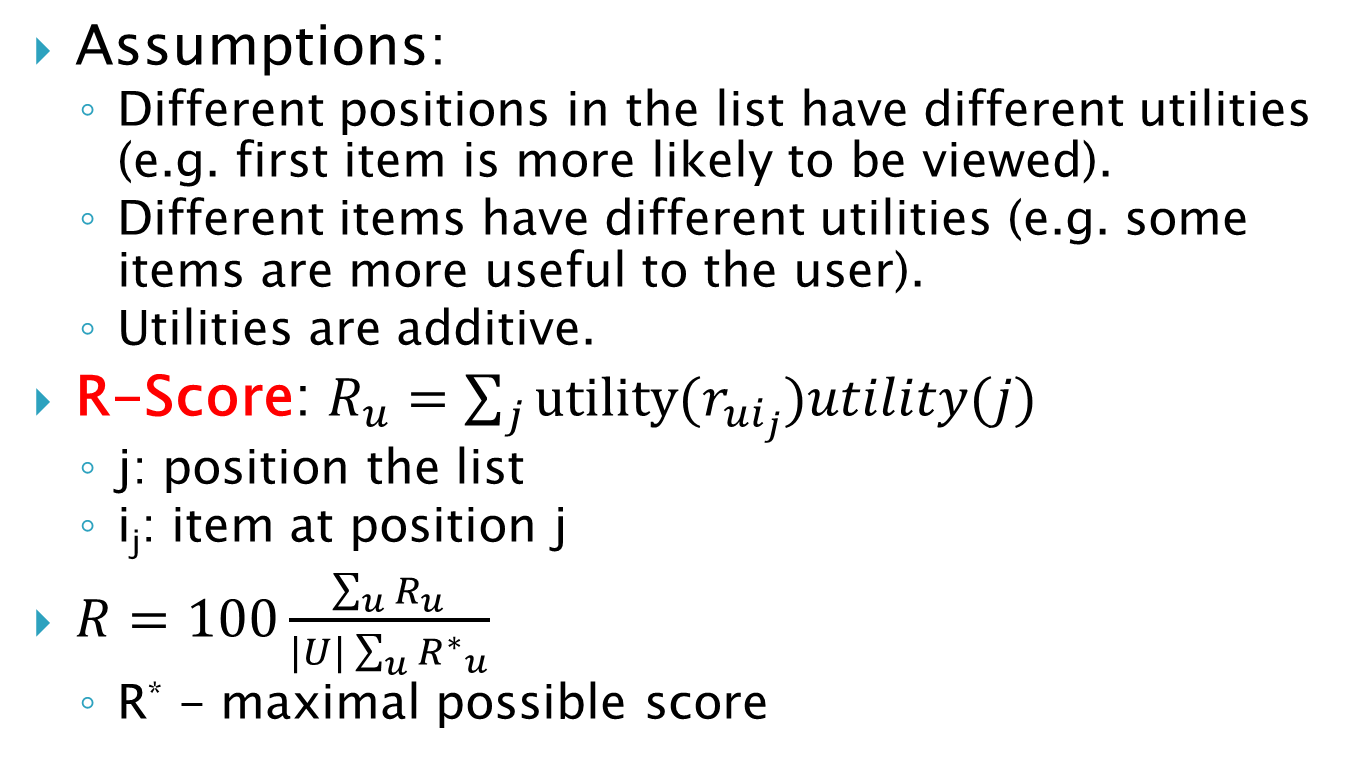 Assumptions:
Different positions in the list have different utilities
(e.g. first item is more likely to be viewed).
Different items have different utilities (e.g. some
items are more useful to the user).
Utilities are additive.
R-Score: R_u = ∑_j utility(r_{ui_j})utility(j)
j: position the list
i_j: item at position j
R = 100 \frac{∑_u R_u}{|U| ∑_u R*_u}
R* – maximal possible score